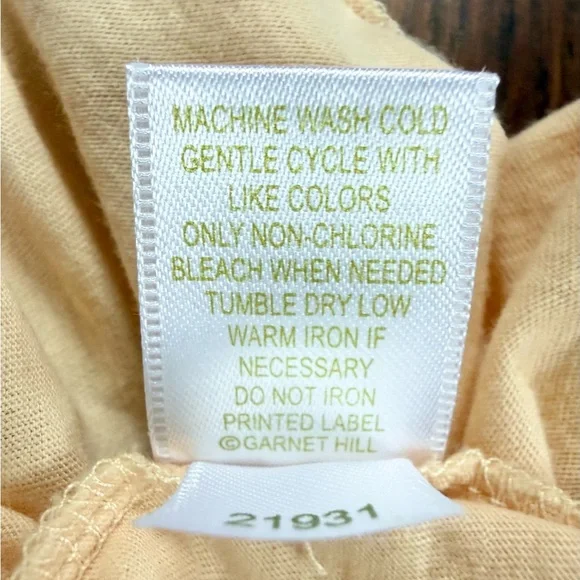 MACHINE WASH COLD
GENTLE CYCLE WITH
LIKE COLORS
ONLY NON-CHLORINE
BLEACH WHEN NEEDED
TUMBLE DRY LOW
WARM IRON IF
NECESSARY
DO NOT IRON
PRINTED LABEL
©GARNET HILL
21931